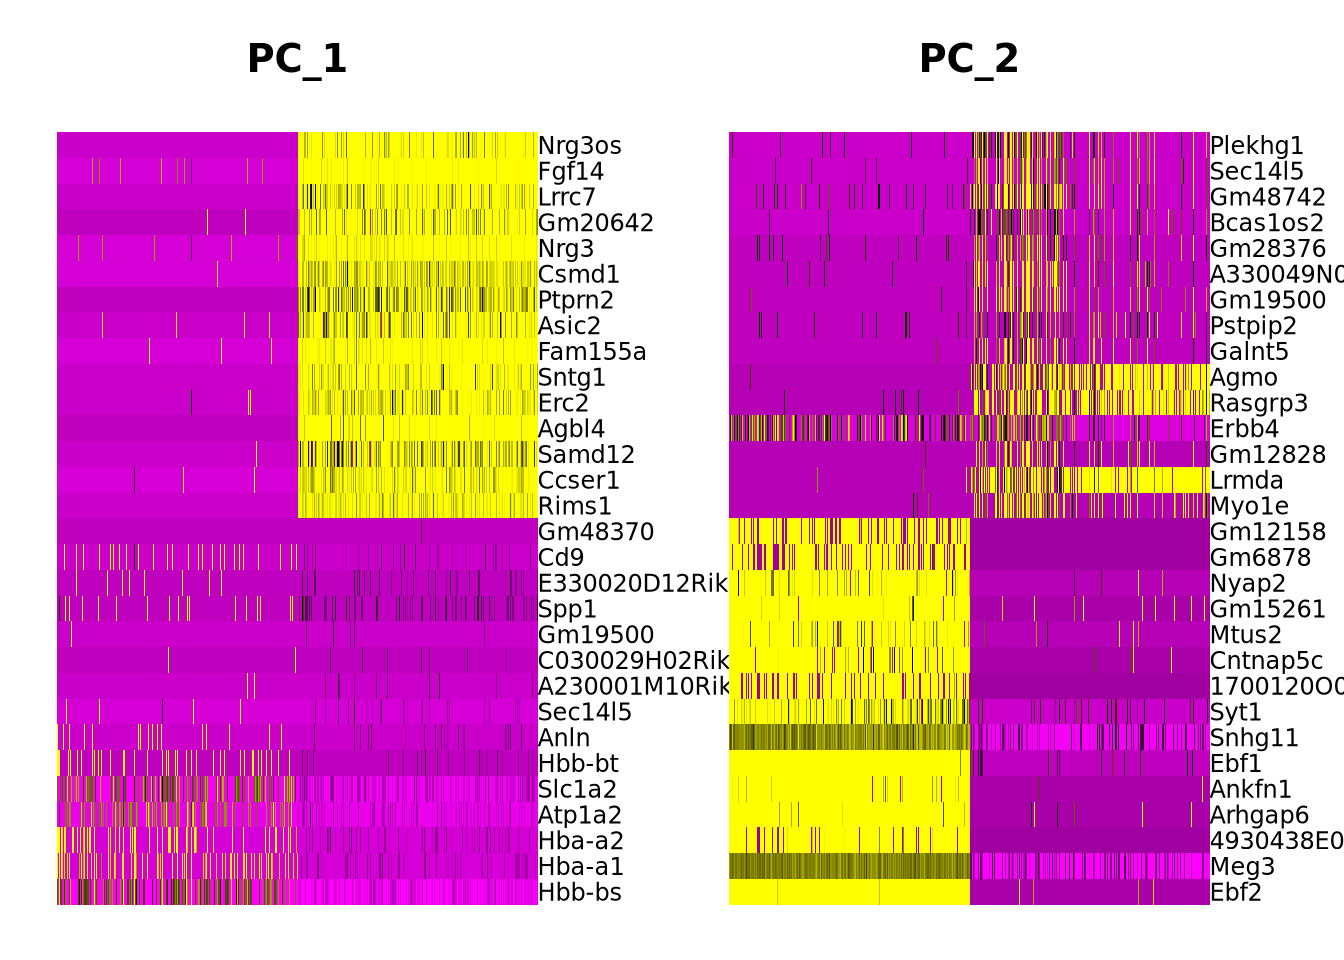 PC_1
Nrg3os
Fgf14
Lrrc7
Gm20642
Nrg3
Csmd1
Ptprn2
Asic2
Fam155a
Sntg1
Erc2
Agbl4
Samd12
Ccser1
Rims1
Gm48370
Cd9
E330020D12Rik
Spp1
Gm19500
C030029H02Rik
A230001M10Rik
Sec14l5
Anln
Hbb-bt
Slc1a2
Atp1a2
Hba-a2
Hba-a1
Hbb-bs
PC_2
Plekhg1
Sec14l5
Gm48742
Bcas1os2
Gm28376
A330049N0
Gm19500
Pstpip2
Galnt5
Agmo
Rasgrp3
Erbb4
Gm12828
Lrmda
Myo1e
Gm12158
Gm6878
Nyap2
Gm15261
Mtus2
Cntnap5c
1700120O0
Syt1
Snhg11
Ebf1
Ankfn1
Arhgap6
4930438E0
Meg3
Ebf2